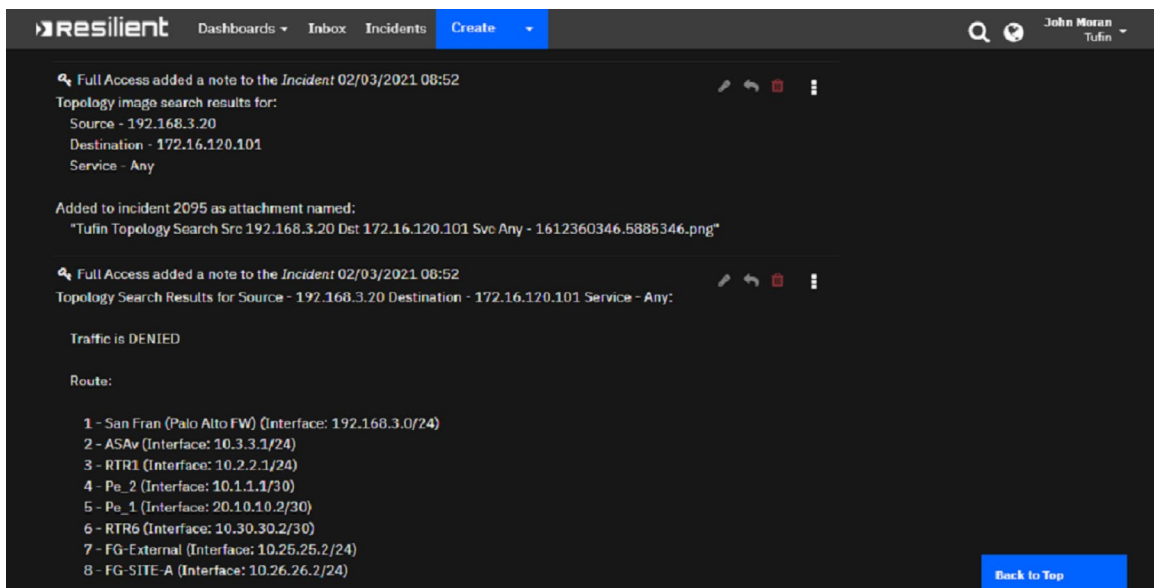 Resilient Dashboards Inbox Incidents Create John Moran
Tufin
Full Access added a note to the Incident 02/03/2021 08:52
Topology image search results for:
Source - 192.168.3.20
Destination - 172.16.120.101
Service - Any
Added to incident 2095 as attachment named:
"Tufin Topology Search Src 192.168.3.20 Dst 172.16.120.101 Svc Any - 1612360346.5885346.png"
Full Access added a note to the Incident 02/03/2021 08:52
Topology Search Results for Source - 192.168.3.20 Destination - 172.16.120.101 Service - Any:
Traffic is DENIED
Route:
1 - San Fran (Palo Alto FW) (Interface: 192.168.3.0/24)
2 - ASAv (Interface: 10.3.3.1/24)
3 - RTR1 (Interface: 10.2.2.1/24)
4 - Pe_2 (Interface: 10.1.1.1/30)
5 - Pe_1 (Interface: 20.10.10.2/30)
6 - RTR6 (Interface: 10.30.30.2/30)
7 - FG-External (Interface: 10.25.25.2/24)
8 - FG-SITE-A (Interface: 10.26.26.2/24)
Back to Top